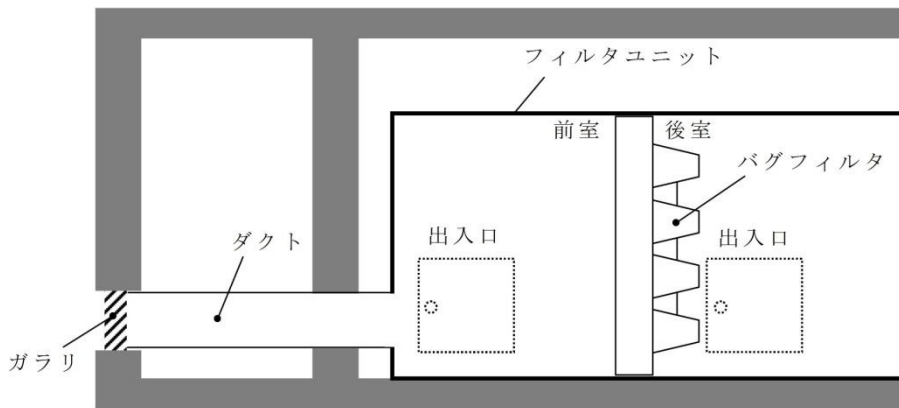 フィルタユニット
前室
後室
バグフィルタ
ダクト
出入口
出入口
ガラリ